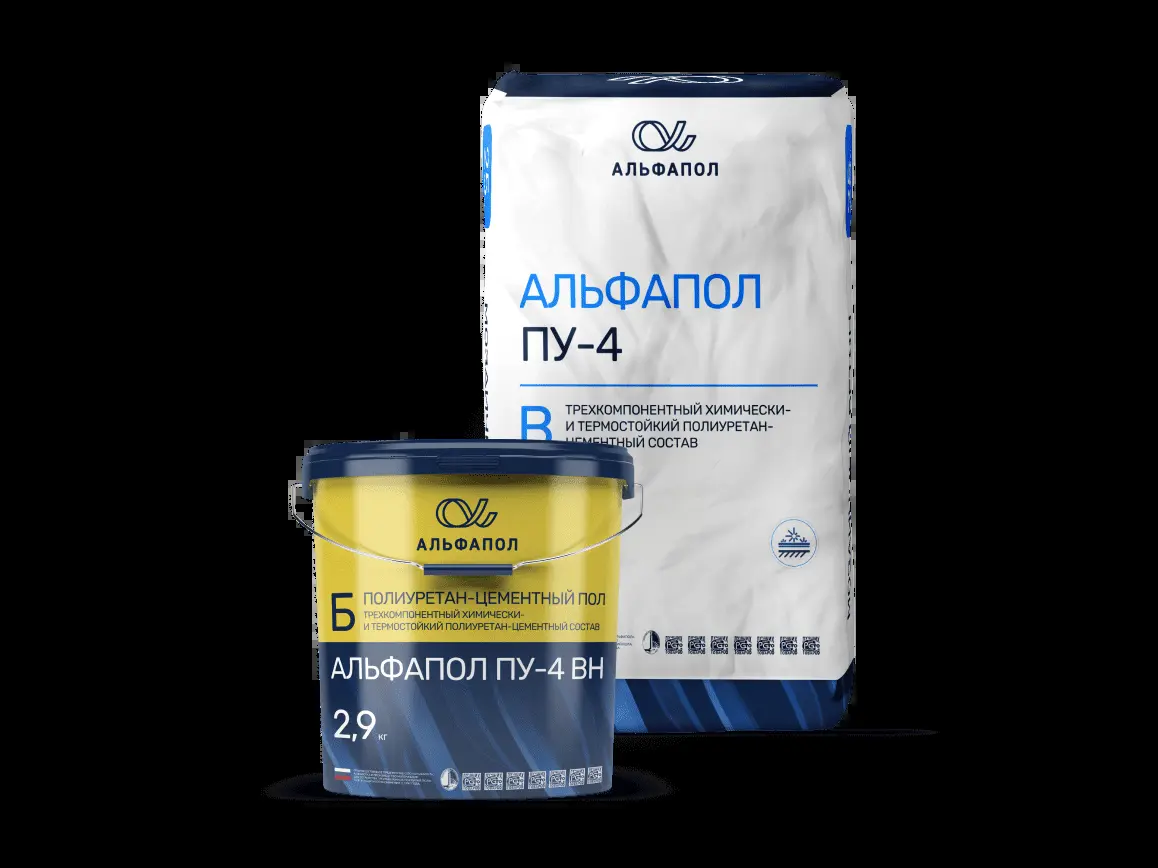 АЛЬФАПОЛ
АЛЬФАПОЛ
ПУ-4
В
ТРЕХКОМПОНЕНТНЫЙ ХИМИЧЕСКИ-
И ТЕРМОСТОЙКИЙ ПОЛИУРЕТАН-
ЦЕМЕНТНЫЙ СОСТАВ
АЛЬФАПОЛ
Б
ПОЛИУРЕТАН-ЦЕМЕНТНЫЙ ПОЛ
ТРЕХКОМПОНЕНТНЫЙ ХИМИЧЕСКИ-
И ТЕРМОСТОЙКИЙ ПОЛИУРЕТАН-ЦЕМЕНТНЫЙ СОСТАВ
АЛЬФАПОЛ ПУ-4 ВН
2,9 кг